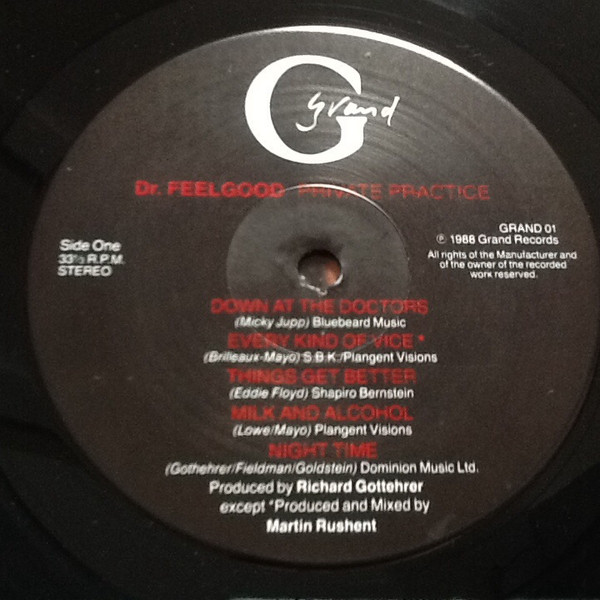 G
grand
Dr. FEELGOOD PRIVATE PRACTICE
Side One
33⅓ R.P.M.
STEREO
GRAND 01
℗ 1988 Grand Records
All rights of the Manufacturer and
of the owner of the recorded
work reserved.
DOWN AT THE DOCTORS
(Micky Jupp) Bluebeard Music
EVERY KIND OF VICE *
(Brilleaux-Mayo) S.B.K./Plangent Visions
THINGS GET BETTER
(Eddie Floyd) Shapiro Bernstein
MILK AND ALCOHOL
(Lowe/Mayo) Plangent Visions
NIGHT TIME
(Gothehrer/Fieldman/Goldstein) Dominion Music Ltd.
Produced by Richard Gottehrer
except *Produced and Mixed by
Martin Rushent